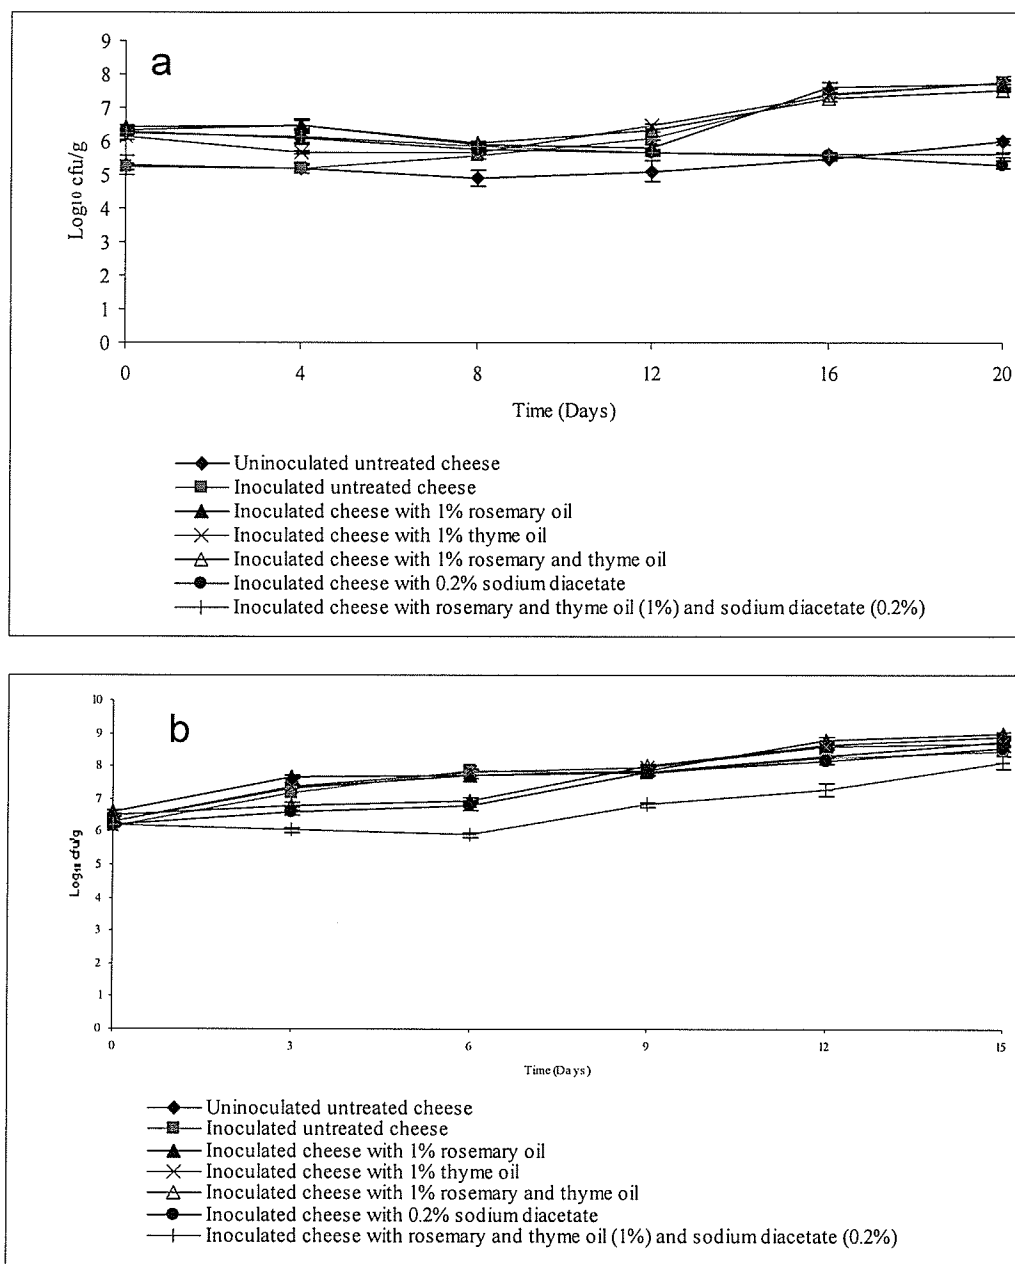 a
9
8
7
6
5
4
3
2
1
0
Log10 cfu/g
0 4 8 12 16 20
Time (Days)
Uninoculated untreated cheese
Inoculated untreated cheese
Inoculated cheese with 1% rosemary oil
Inoculated cheese with 1% thyme oil
Inoculated cheese with 1% rosemary and thyme oil
Inoculated cheese with 0.2% sodium diacetate
Inoculated cheese with rosemary and thyme oil (1%) and sodium diacetate (0.2%)
b
10
9
8
7
6
5
4
3
2
1
0
Log10 cfu/g
0 3 6 9 12 15
Time (Days)
Uninoculated untreated cheese
Inoculated untreated cheese
Inoculated cheese with 1% rosemary oil
Inoculated cheese with 1% thyme oil
Inoculated cheese with 1% rosemary and thyme oil
Inoculated cheese with 0.2% sodium diacetate
Inoculated cheese with rosemary and thyme oil (1%) and sodium diacetate (0.2%)